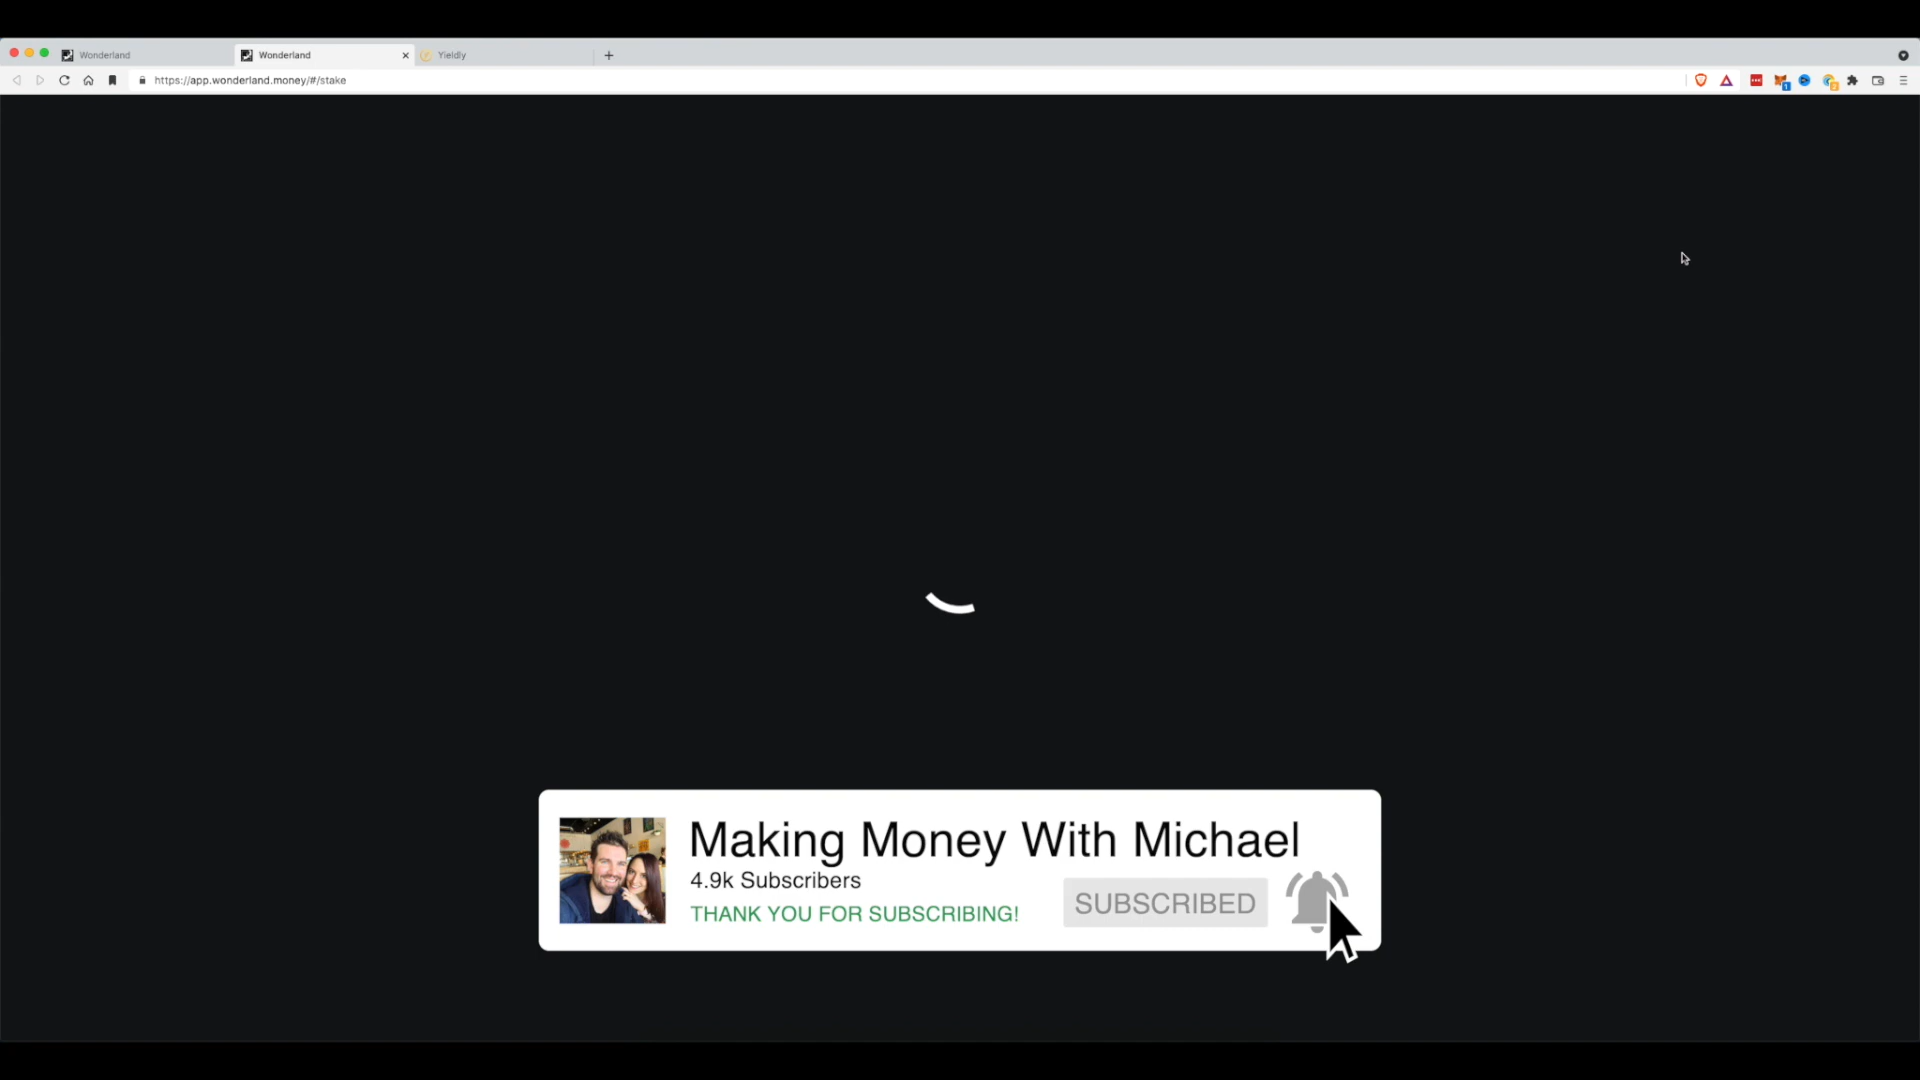 Wonderland
Wonderland
Yieldly
https://app.wonderland.money/#/stake
Making Money With Michael
4.9k Subscribers
THANK YOU FOR SUBSCRIBING!
SUBSCRIBED